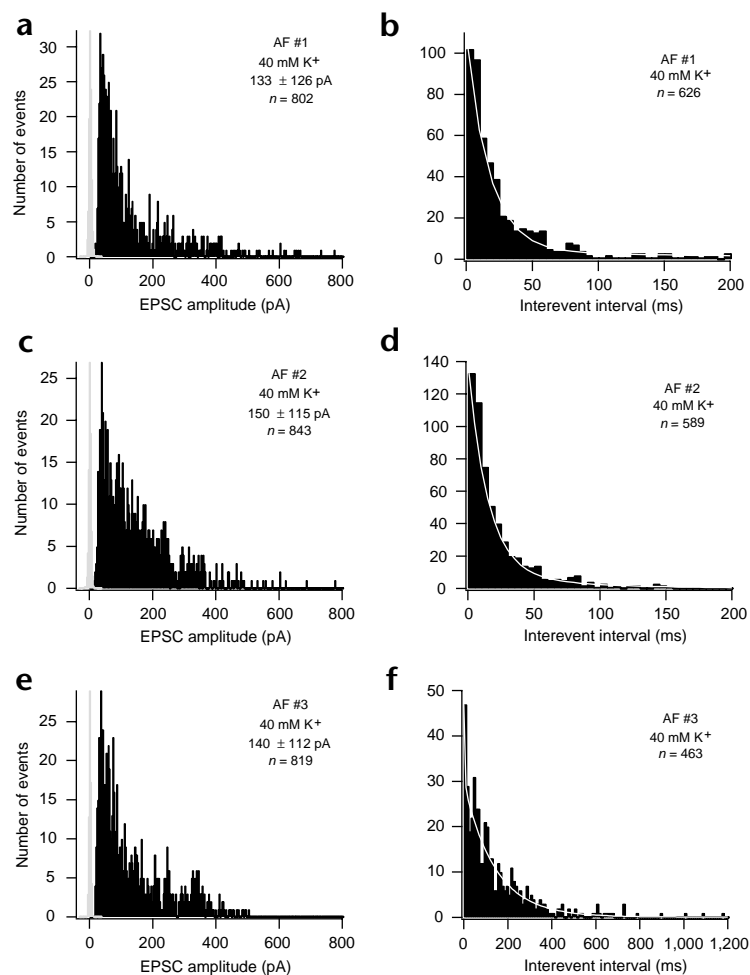 a
Number of events
30
25
20
15
10
5
0
AF #1
40 mM K+
133 ± 126 pA
n = 802
0 200 400 600 800
EPSC amplitude (pA)
b
100
80
60
40
20
0
AF #1
40 mM K+
n = 626
0 50 100 150 200
Interevent interval (ms)
c
Number of events
25
20
15
10
5
0
AF #2
40 mM K+
150 ± 115 pA
n = 843
0 200 400 600 800
EPSC amplitude (pA)
d
140
120
100
80
60
40
20
0
AF #2
40 mM K+
n = 589
0 50 100 150 200
Interevent interval (ms)
e
Number of events
25
20
15
10
5
0
AF #3
40 mM K+
140 ± 112 pA
n = 819
0 200 400 600 800
EPSC amplitude (pA)
f
50
40
30
20
10
0
AF #3
40 mM K+
n = 463
0 200 400 600 800 1,000 1,200
Interevent interval (ms)